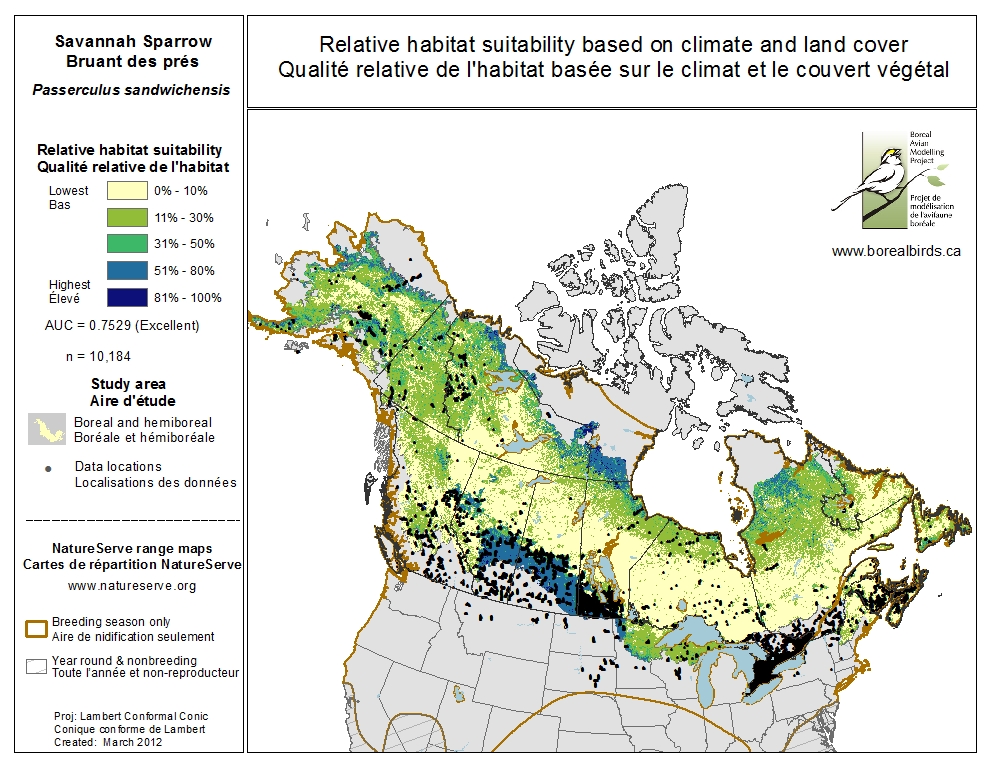 Savannah Sparrow
Bruant des prés
Passerculus sandwichensis
Relative habitat suitability based on climate and land cover
Qualité relative de l'habitat basée sur le climat et le couvert végétal
Relative habitat suitability
Qualité relative de l'habitat
Lowest
Bas
0% - 10%
11% - 30%
31% - 50%
51% - 80%
Highest
Élevé
81% - 100%
AUC = 0.7529 (Excellent)
n = 10,184
Study area
Aire d'étude
Boreal and hemiboreal
Boréale et hémiboréale
Data locations
Localisations des données
NatureServe range maps
Cartes de répartition NatureServe
www.natureserve.org
Breeding season only
Aire de nidification seulement
Year round & nonbreeding
Toute l'année et non-reproducteur
Proj: Lambert Conformal Conic
Conique conforme de Lambert
Created: March 2012
Boreal
Avian
Modelling
Project
Projet de
modélisation
de l'avifaune
boréale
www.borealbirds.ca